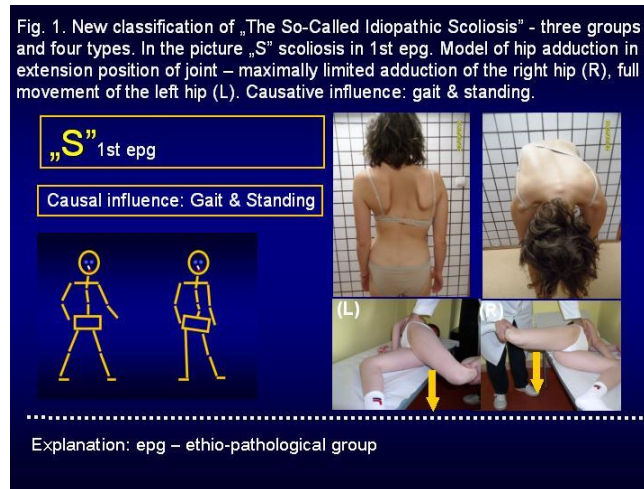 Fig. 1. New classification of „The So-Called Idiopathic Scoliosis” - three groups
and four types. In the picture „S” scoliosis in 1st epg. Model of hip adduction in
extension position of joint – maximally limited adduction of the right hip (R), full
movement of the left hip (L). Causative influence: gait & standing.
„S” 1st epg
Causal influence: Gait & Standing
(L)
(R)
Explanation: epg – ethio-pathological group